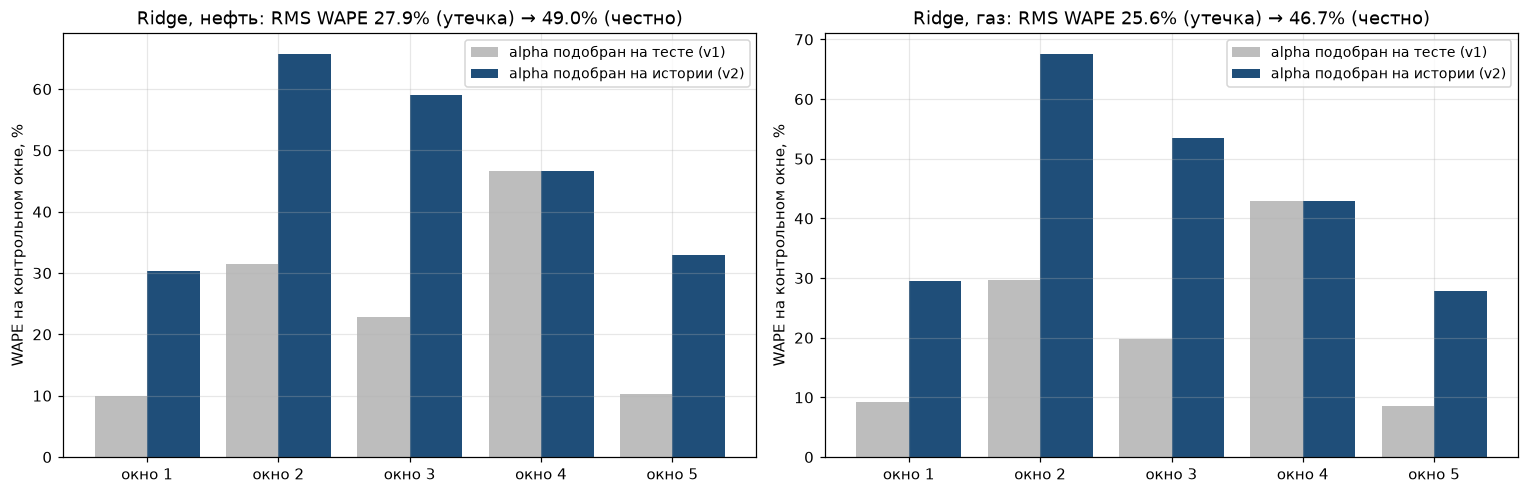 Ridge, нефть: RMS WAPE 27.9% (утечка) → 49.0% (честно)
alpha подобран на тесте (v1)
alpha подобран на истории (v2)
WAPE на контрольном окне, %
60
50
40
30
20
10
0
окно 1
окно 2
окно 3
окно 4
окно 5
Ridge, газ: RMS WAPE 25.6% (утечка) → 46.7% (честно)
alpha подобран на тесте (v1)
alpha подобран на истории (v2)
WAPE на контрольном окне, %
70
60
50
40
30
20
10
0
окно 1
окно 2
окно 3
окно 4
окно 5